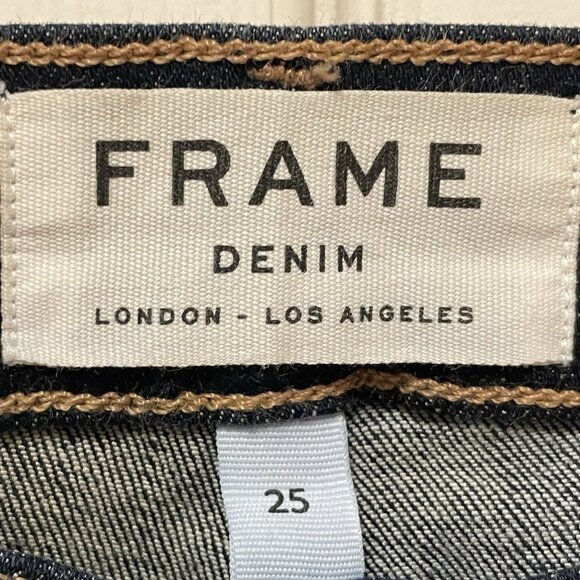 FRAME
DENIM
LONDON - LOS ANGELES
25